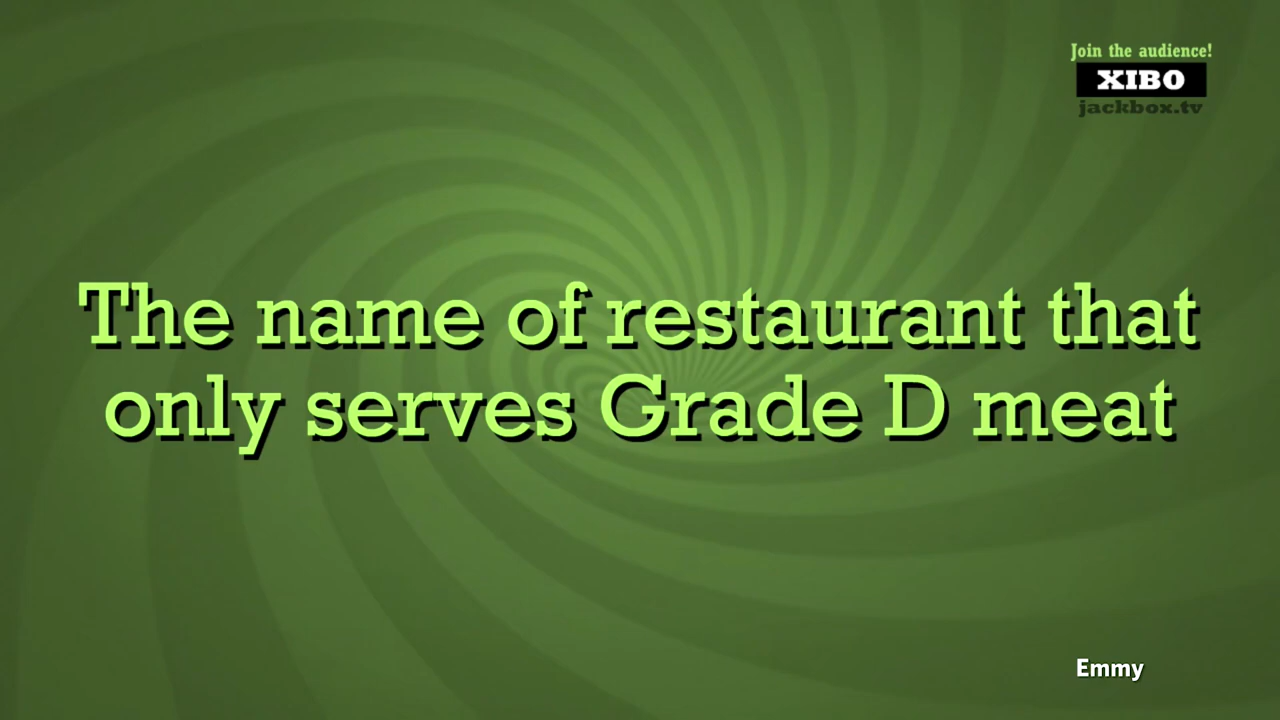 Join the audience!
XIBO
jackbox.tv
The name of restaurant that
only serves Grade D meat
Emmy